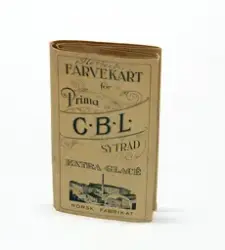 FARVEKART
for
Prima
C·B·L·
SYTRÅD
EXTRA GLACÉ
NORSK FABRIKAT